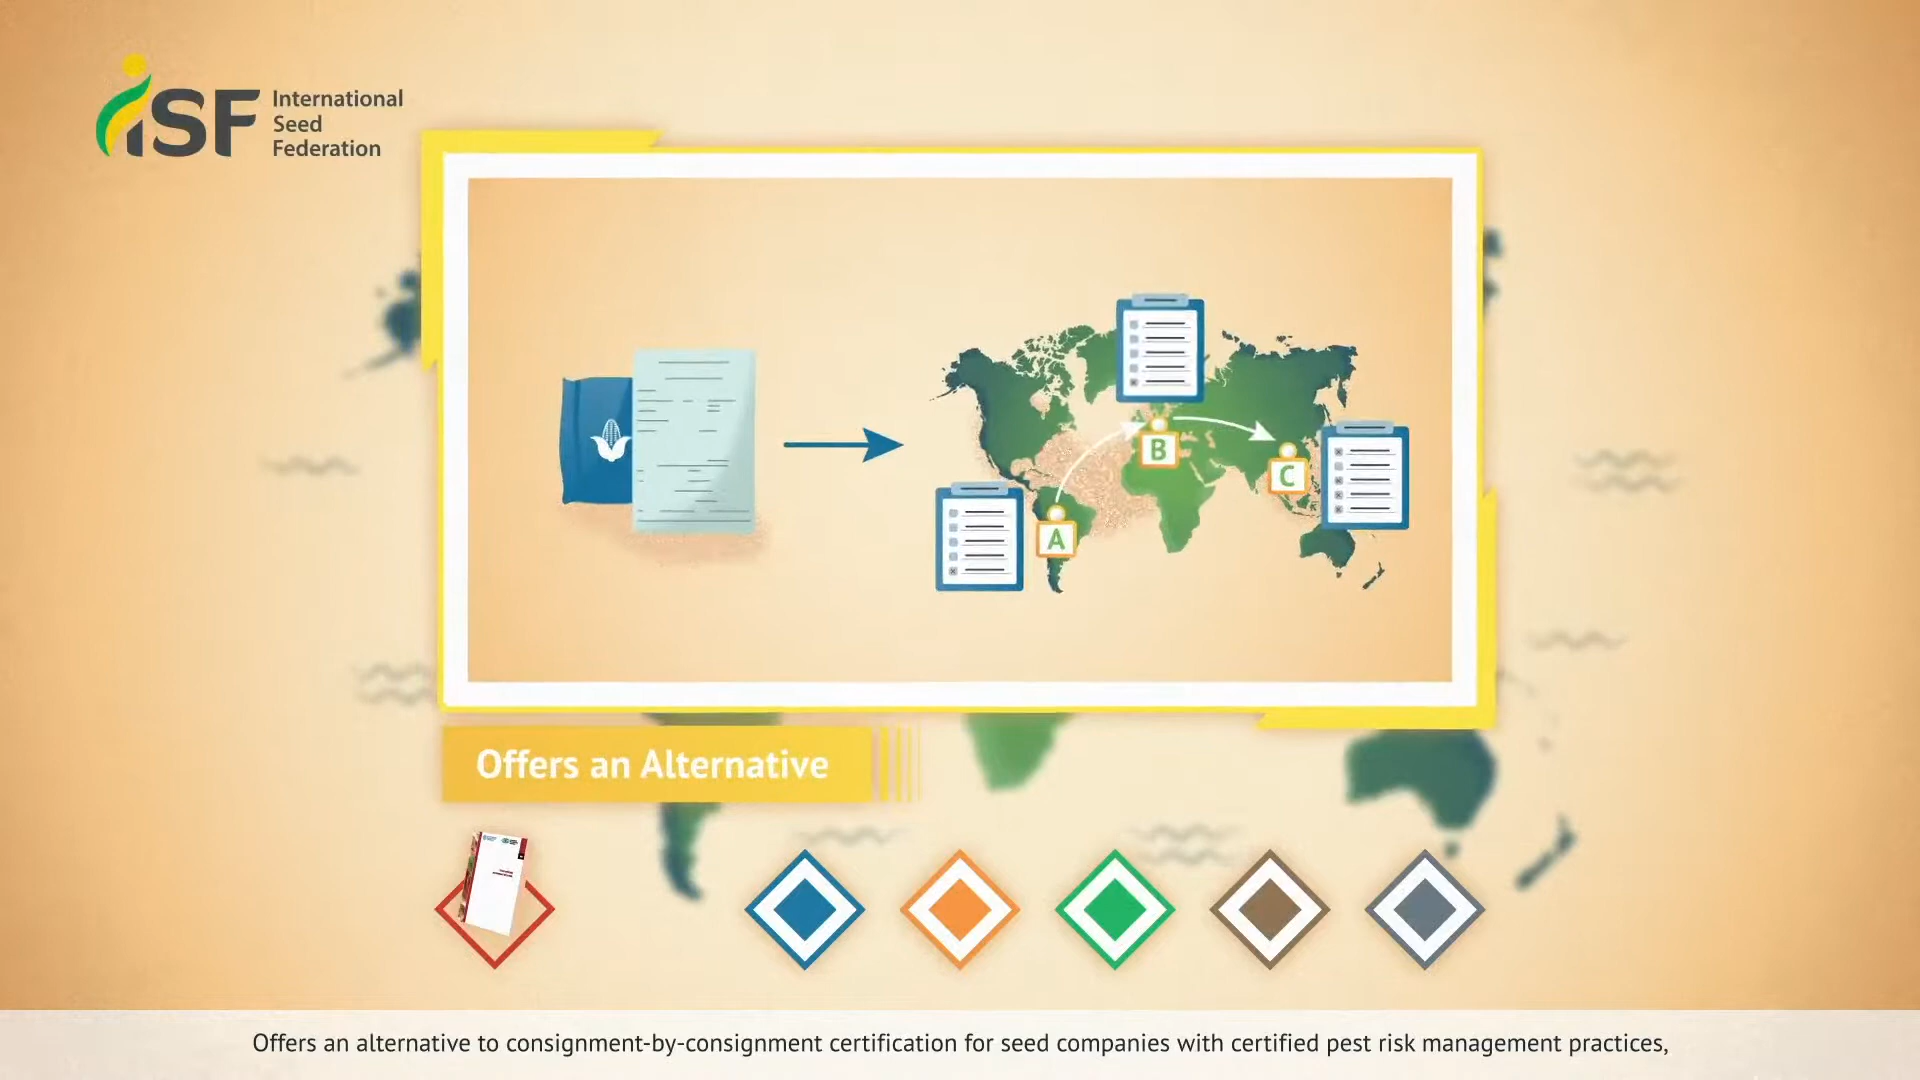 iSF
International
Seed
Federation
A
B
C
Offers an Alternative
Offers an alternative to consignment-by-consignment certification for seed companies with certified pest risk management practices,